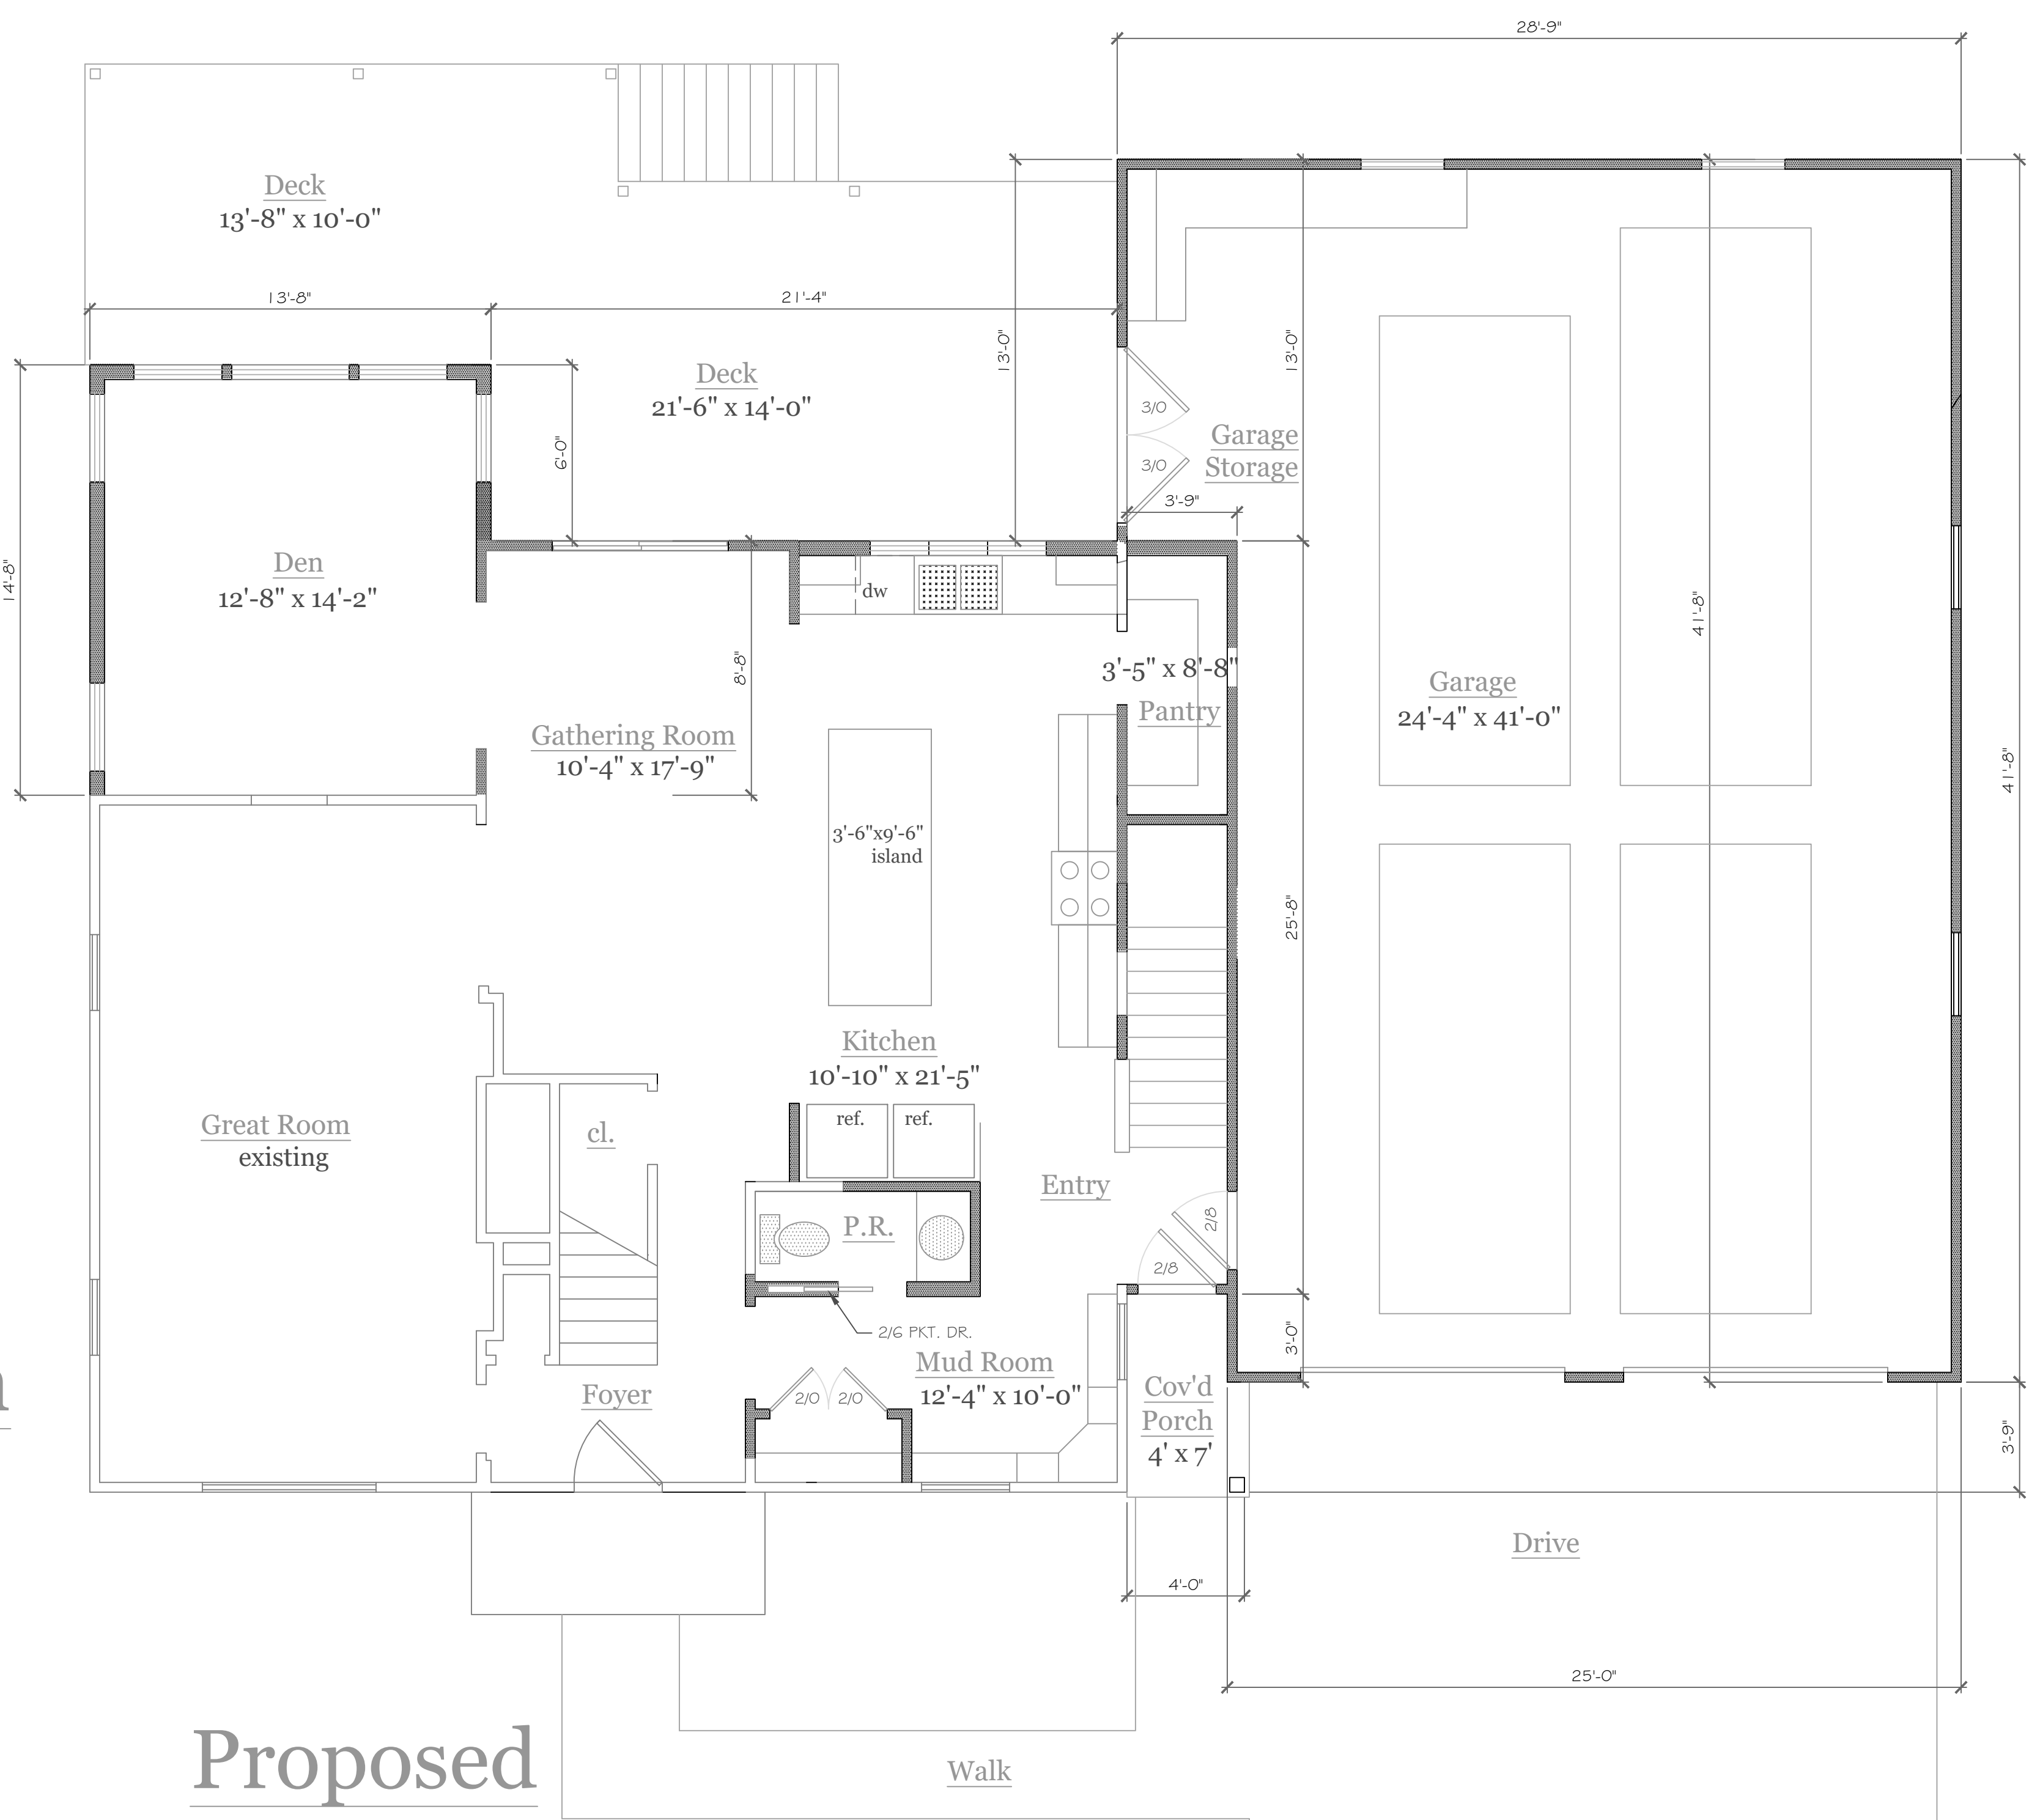 28'-9"
Deck
13'-8" x 10'-0"
13'-8"
21'-4"
13'-0"
13'-0"
Deck
21'-6" x 14'-0"
3/0
3/0
Garage
Storage
6'-0"
3'-9"
14'-8"
Den
12'-8" x 14'-2"
dw
41'-8"
8'-8"
3'-5" x 8'-8"
Pantry
Garage
24'-4" x 41'-0"
Gathering Room
10'-4" x 17'-9"
41'-8"
3'-6"x9'-6"
island
25'-8"
Kitchen
10'-10" x 21'-5"
ref.
ref.
Great Room
existing
cl.
Entry
P.R.
2/8
2/8
2/6 PKT. DR.
3'-0"
Mud Room
12'-4" x 10'-0"
Foyer
2/0
2/0
Cov'd
Porch
4' x 7'
3'-9"
Drive
4'-0"
25'-0"
Proposed
Walk